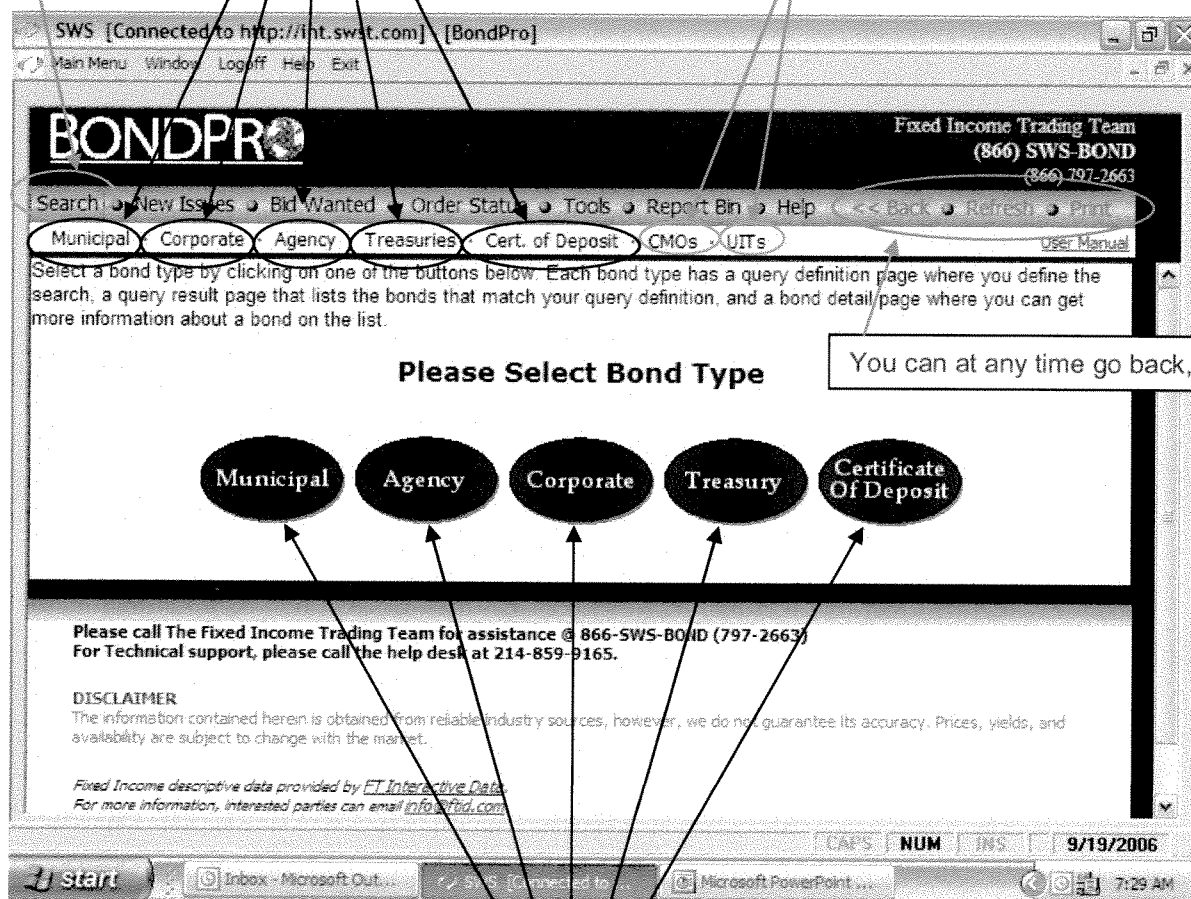 SWS [Connected to http://int.swst.com] - [BondPro]
Main Menu Window Logoff Help Exit
BONDPRO
Fixed Income Trading Team
(866) SWS-BOND
(866) 797-2663
Search New Issues Bid Wanted Order Status Tools Report Bin Help << Back Refresh Print
Municipal Corporate Agency Treasuries Cert. of Deposit CMOs UITs User Manual
Select a bond type by clicking on one of the buttons below. Each bond type has a query definition page where you define the
search, a query result page that lists the bonds that match your query definition, and a bond detail page where you can get
more information about a bond on the list.
You can at any time go back,
Please Select Bond Type
Municipal
Agency
Corporate
Treasury
Certificate
Of Deposit
Please call The Fixed Income Trading Team for assistance @ 866-SWS-BOND (797-2663)
For Technical support, please call the help desk at 214-859-9165.
DISCLAIMER
The information contained herein is obtained from reliable industry sources, however, we do not guarantee its accuracy. Prices, yields, and
availability are subject to change with the market.
Fixed Income descriptive data provided by FT Interactive Data.
For more information, interested parties can email info@ftid.com
CAPS NUM INS 9/19/2006
start Inbox - Microsoft Out... SWS [Connected to ... Microsoft PowerPoint ... 7:29 AM